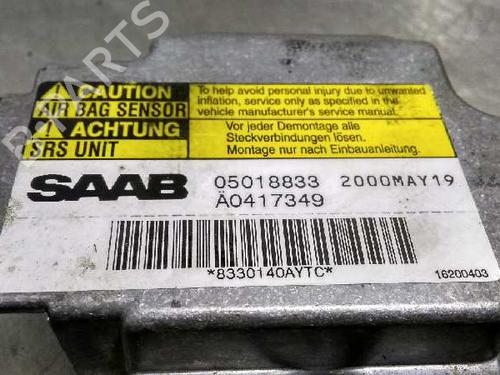 CAUTION
AIR BAG SENSOR
ACHTUNG
SRS UNIT
To help avoid personal injury due to unwanted
inflation, service only as specified in the
vehicle manufacturer's service manual.
Vor jeder Demontage alle
Steckverbindungen lösen.
Montage nur nach Einbauanleitung.
SAAB
05018833 2000MAY19
A0417349
*8330140AYTC*
16200403
B-PARTS